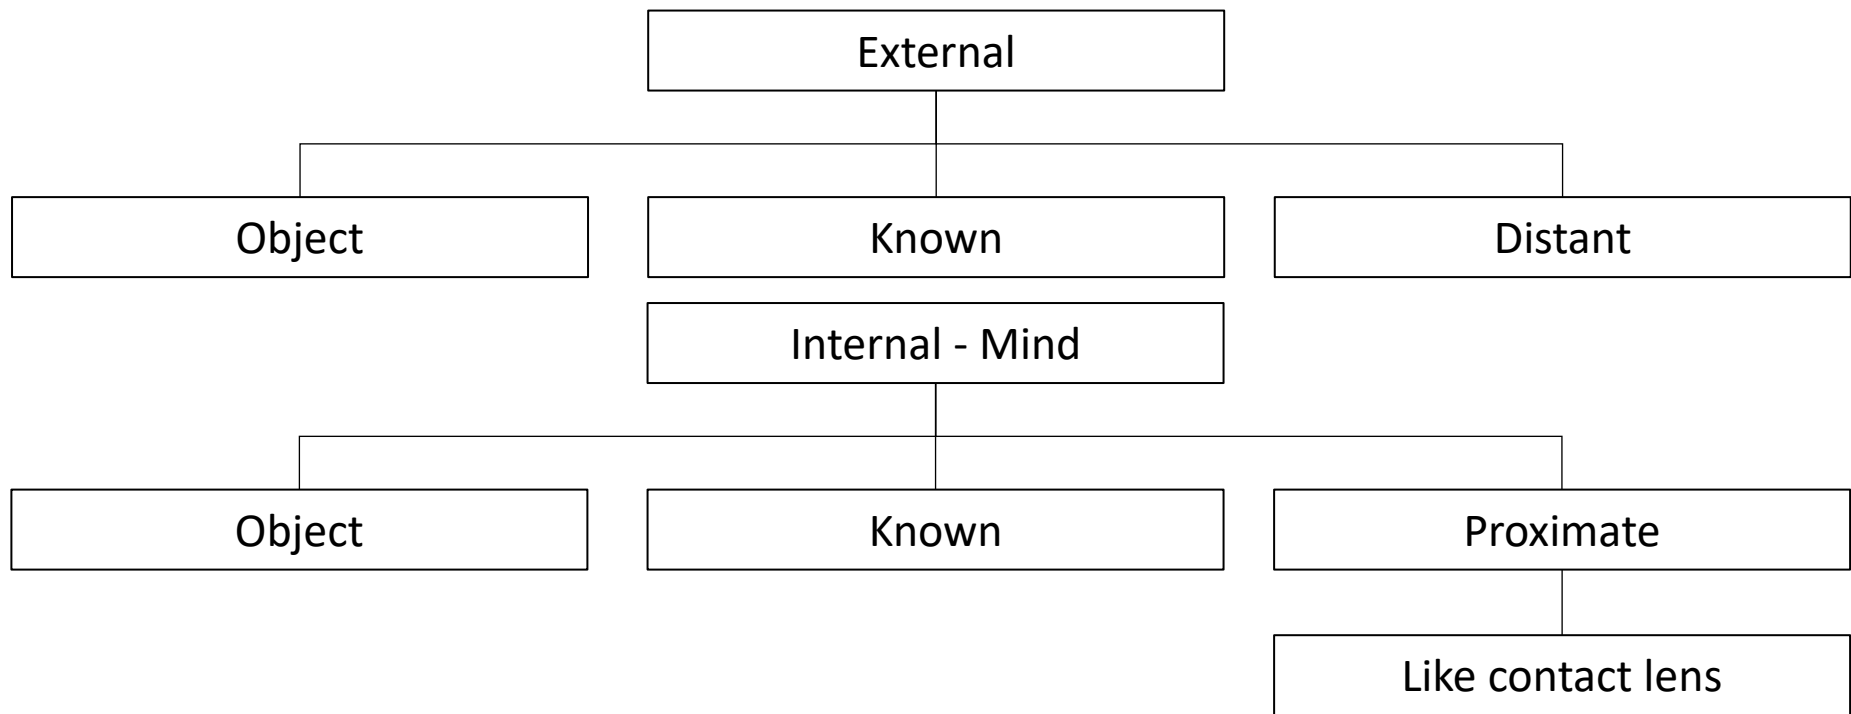 External
Object
Known
Distant
Internal - Mind
Object
Known
Proximate
Like contact lens